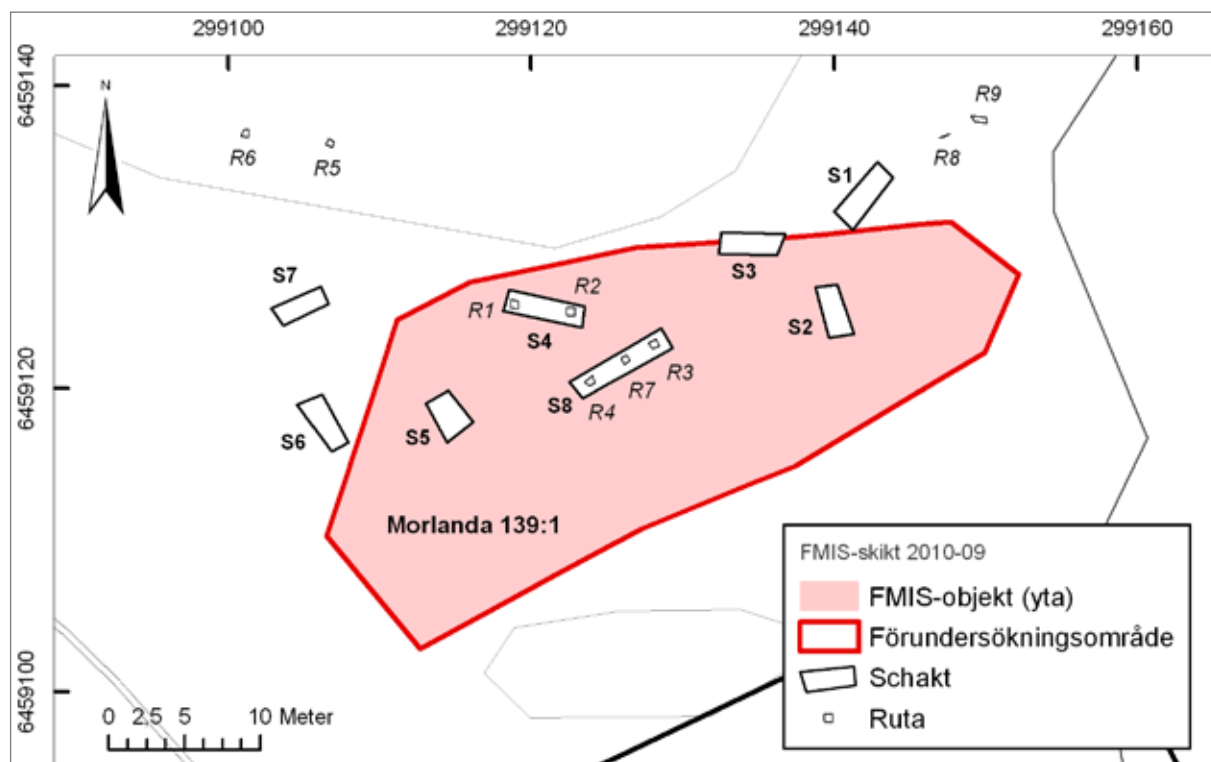 299100
299120
299140
299160
6459140
6459120
6459100
N
R9
R6
R5
R8
S1
S7
S3
R2
R1
S4
S2
R3
R7
S8
R4
S6
S5
Morlanda 139:1
FMIS-skikt 2010-09
FMIS-objekt (yta)
Förundersökningsområde
Schakt
Ruta
0 2,5 5 10 Meter